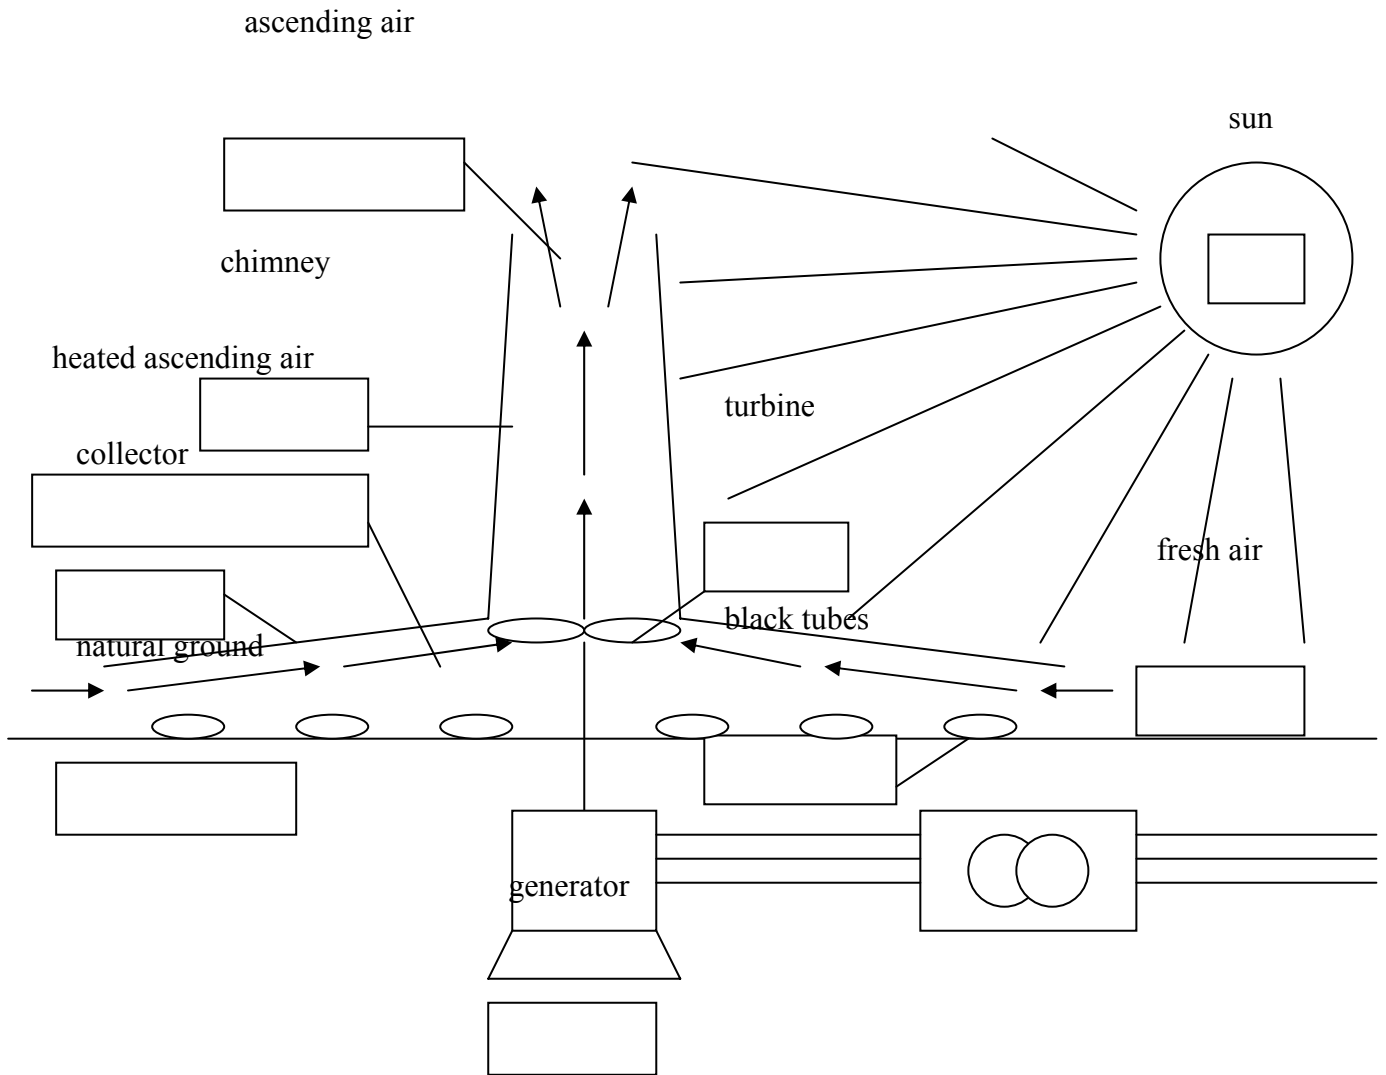 ascending air
sun
chimney
heated ascending air
turbine
collector
fresh air
black tubes
natural ground
generator